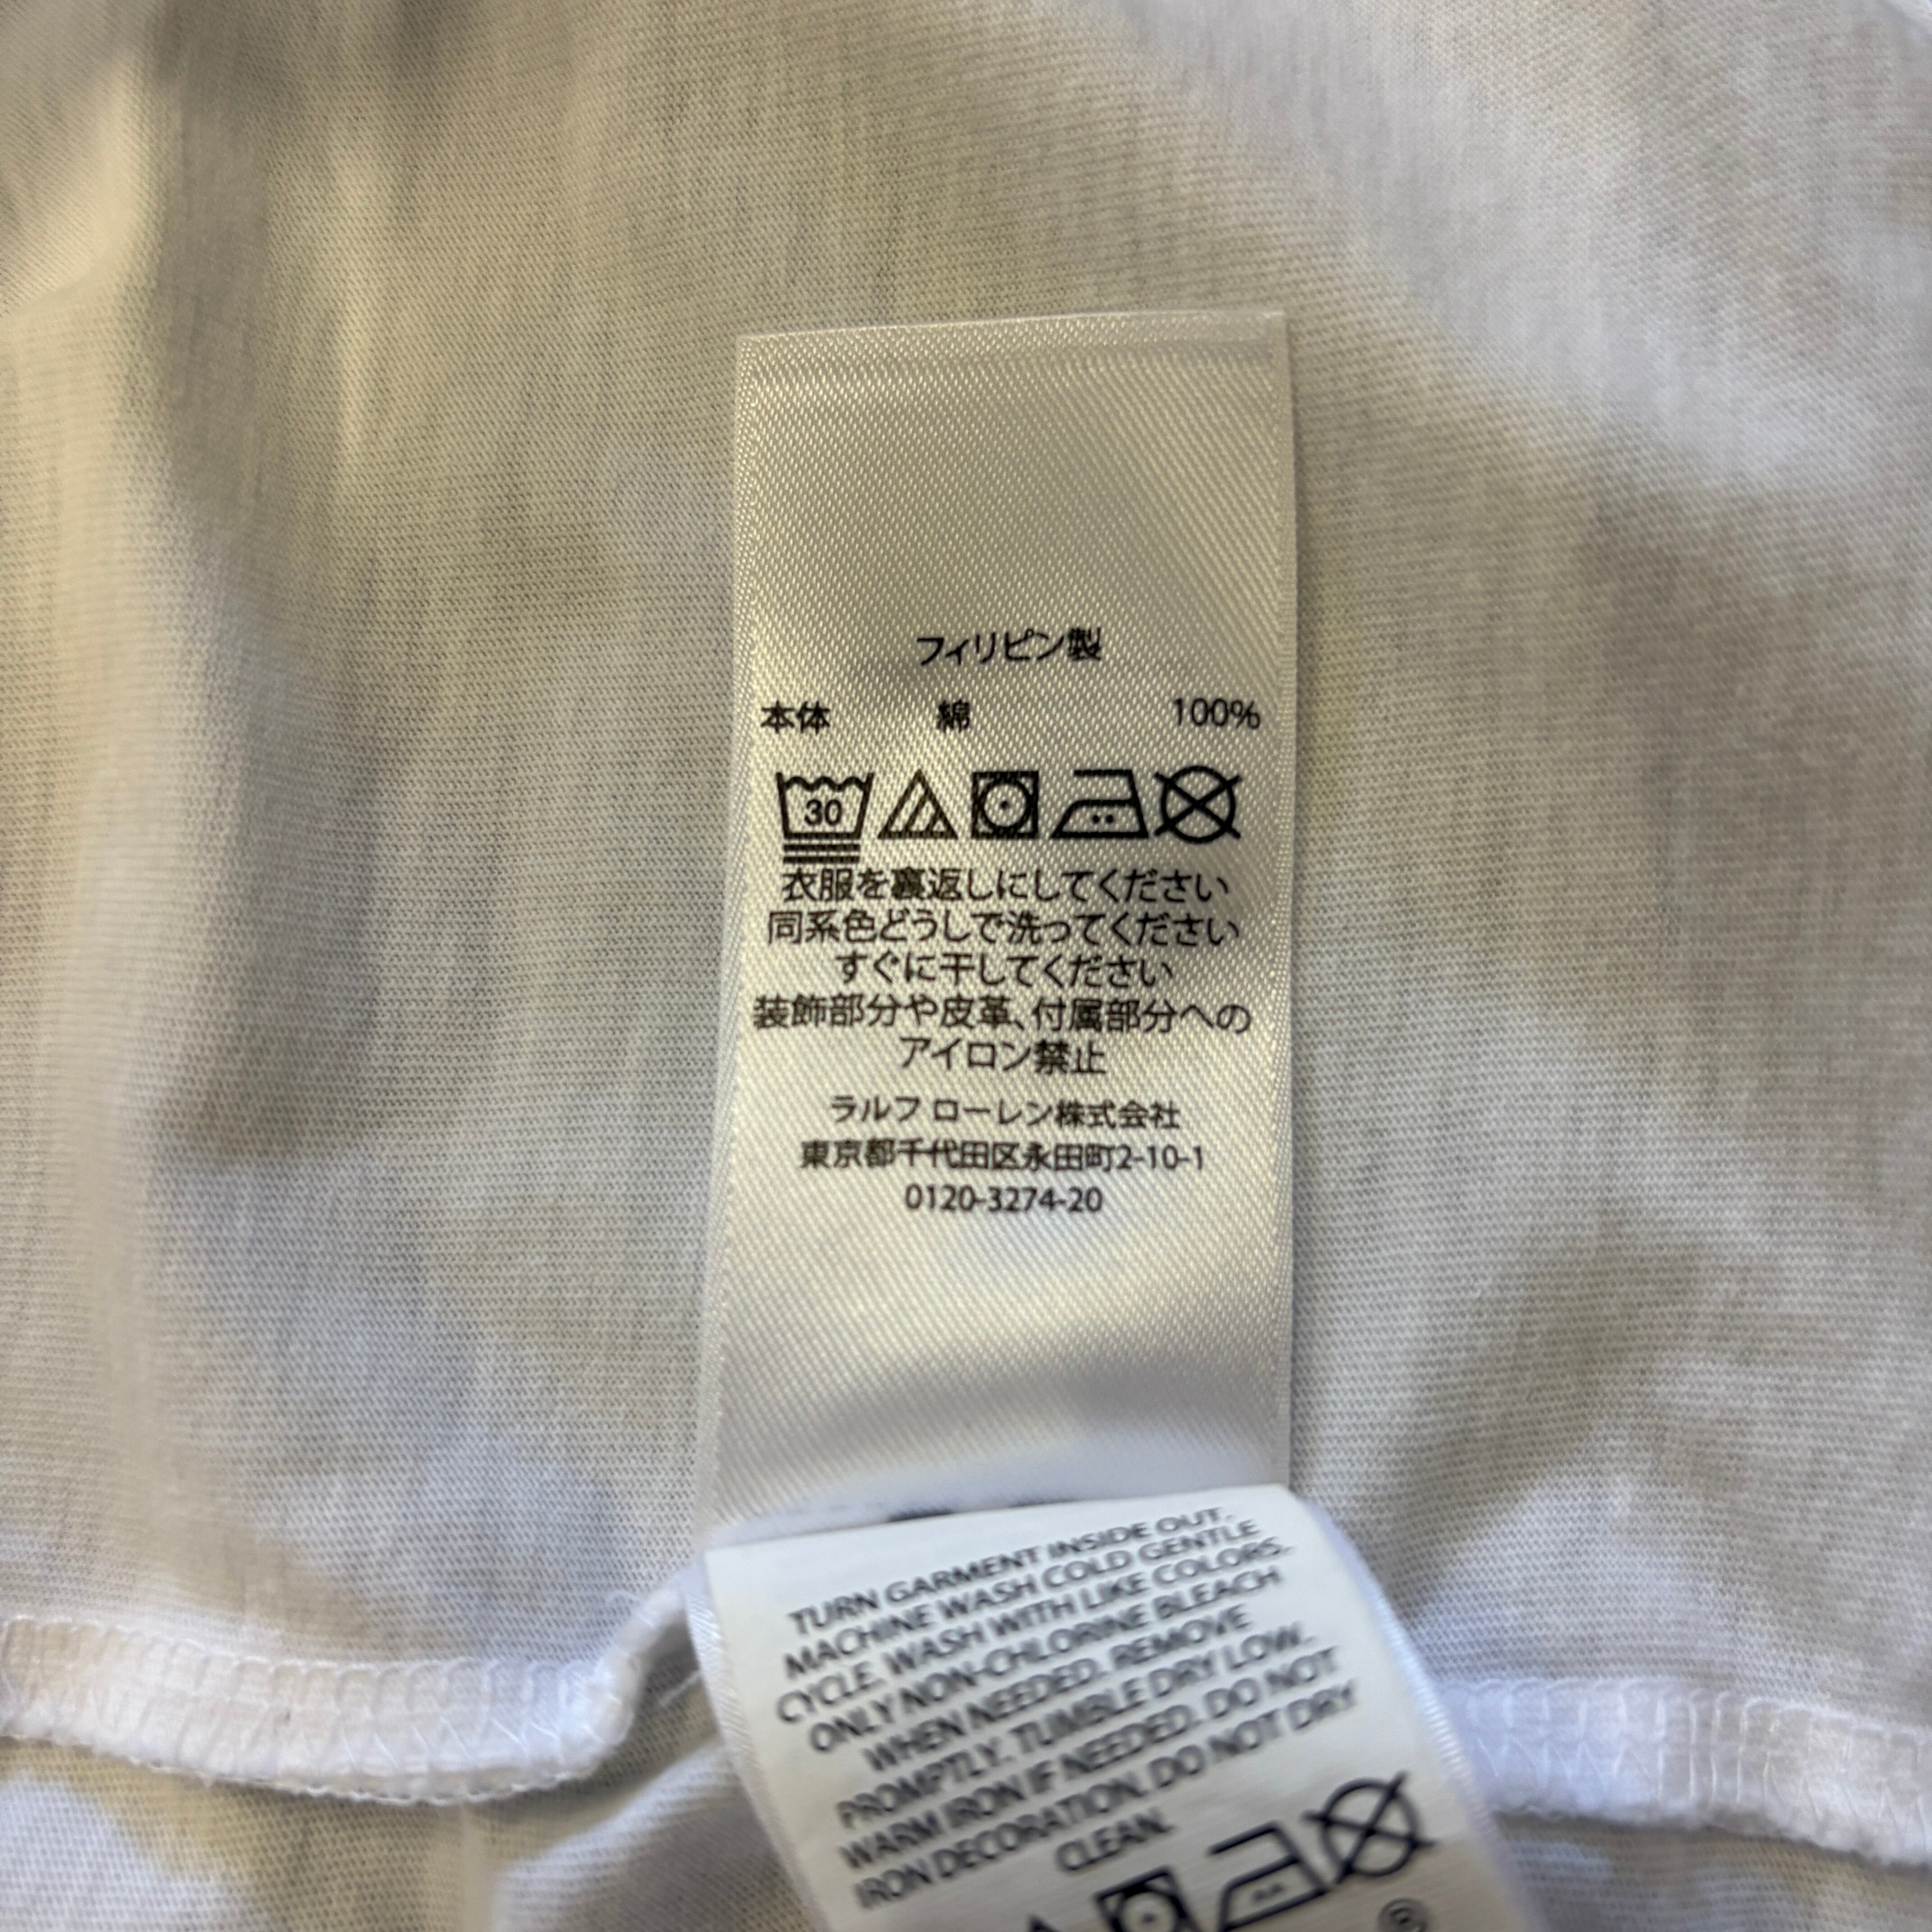 フィリピン製
本体 綿 100%
30
衣服を裏返しにしてください
同系色どうしで洗ってください
すぐに干してください
装飾部分や皮革、付属部分への
アイロン禁止
ラルフ ローレン株式会社
東京都千代田区永田町2-10-1
0120-3274-20
TURN GARMENT INSIDE OUT.
MACHINE WASH COLD GENTLE
CYCLE. WASH WITH LIKE COLORS.
ONLY NON-CHLORINE BLEACH
WHEN NEEDED. REMOVE
PROMPTLY. TUMBLE DRY LOW.
WARM IRON IF NEEDED. DO NOT
IRON DECORATION. DO NOT DRY
CLEAN.
®